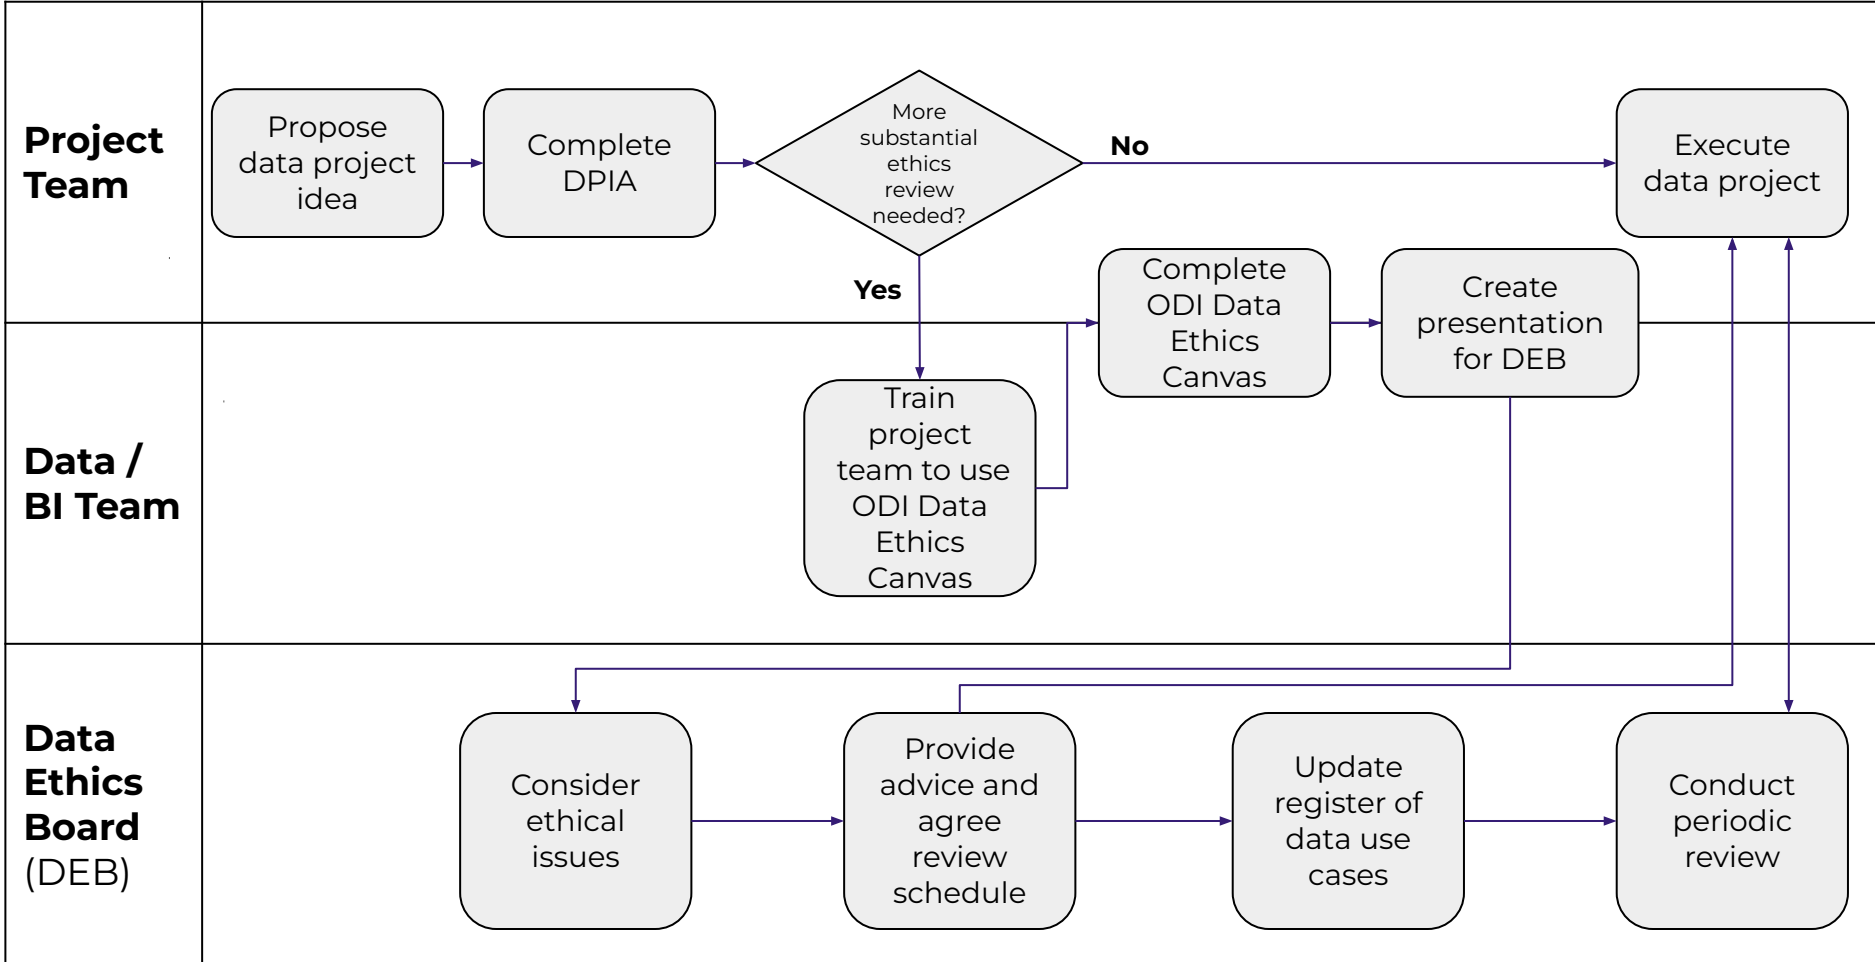 Project
Team
Propose
data project
idea
Complete
DPIA
More
substantial
ethics
review
needed?
No
Execute
data project
Yes
Complete
ODI Data
Ethics
Canvas
Create
presentation
for DEB
Data /
BI Team
Train
project
team to use
ODI Data
Ethics
Canvas
Data
Ethics
Board
(DEB)
Consider
ethical
issues
Provide
advice and
agree
review
schedule
Update
register of
data use
cases
Conduct
periodic
review